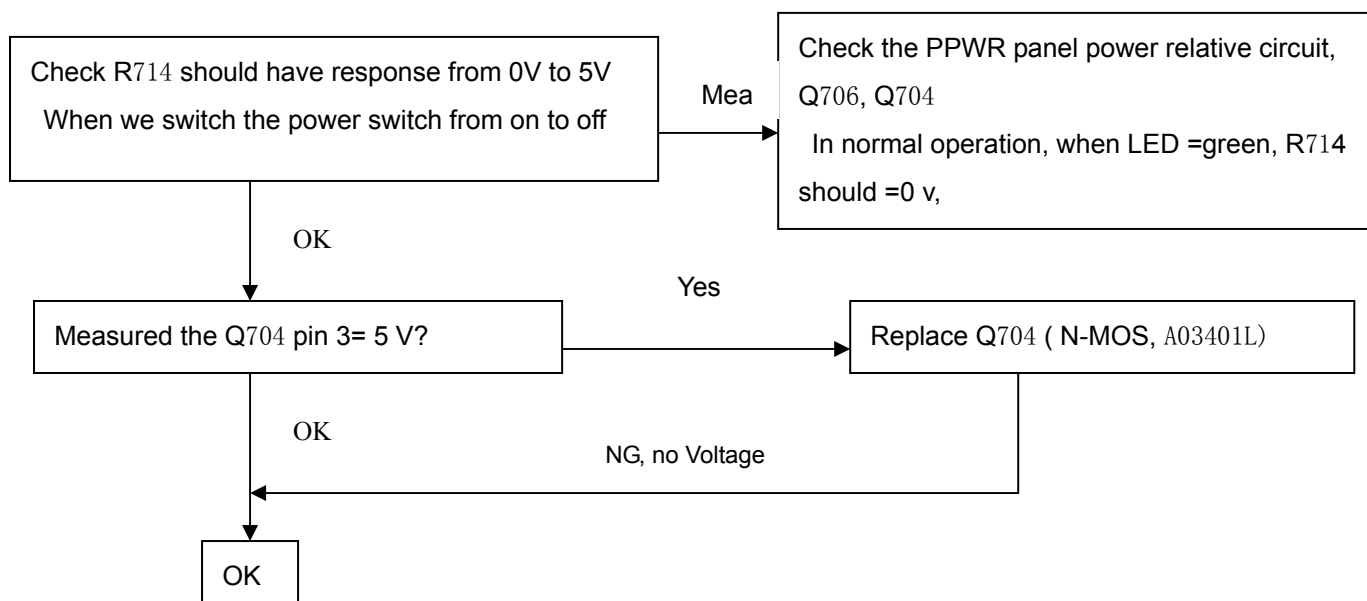 Check R714 should have response from 0V to 5V
When we switch the power switch from on to off
Mea
Check the PPWR panel power relative circuit,
Q706, Q704
In normal operation, when LED =green, R714
should =0 v,
OK
Yes
Measured the Q704 pin 3= 5 V?
Replace Q704 ( N-MOS, A03401L)
OK
NG, no Voltage
OK